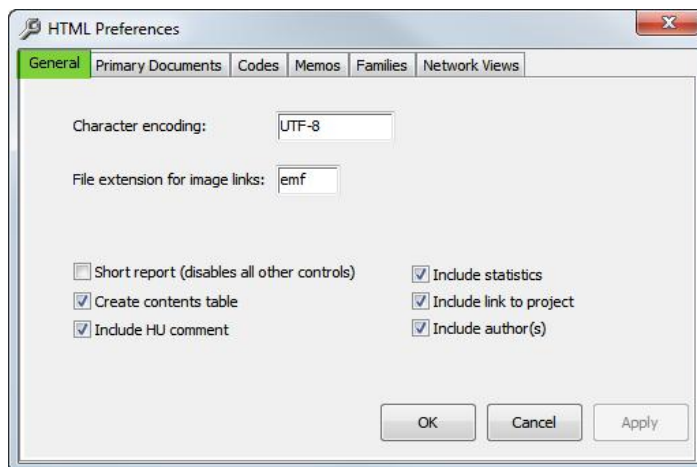 HTML Preferences
General Primary Documents Codes Memos Families Network Views
Character encoding: UTF-8
File extension for image links: emf
Short report (disables all other controls) Include statistics
Create contents table Include link to project
Include HU comment Include author(s)
OK Cancel Apply